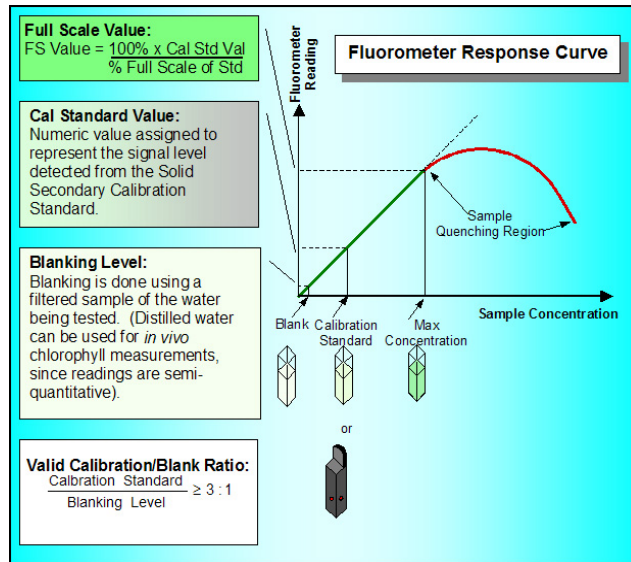 Full Scale Value:
FS Value = 100% x Cal Std Val
% Full Scale of Std
Cal Standard Value:
Numeric value assigned to
represent the signal level
detected from the Solid
Secondary Calibration
Standard.
Blanking Level:
Blanking is done using a
filtered sample of the water
being tested. (Distilled water
can be used for in vivo
chlorophyll measurements,
since readings are semi-
quantitative).
Valid Calibration/Blank Ratio:
Calbration Standard
Blanking Level
≥ 3 : 1
Fluorometer Response Curve
Fluorometer
Reading
Sample
Quenching Region
Sample Concentration
Blank
Calibration
Standard
Max
Concentration
or